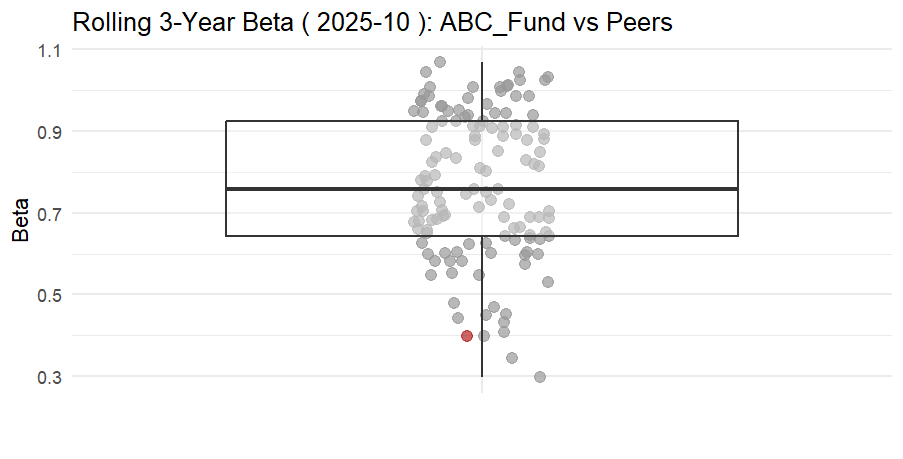 Rolling 3-Year Beta ( 2025-10 ): ABC_Fund vs Peers
1.1
0.9
0.7
0.5
0.3
Beta